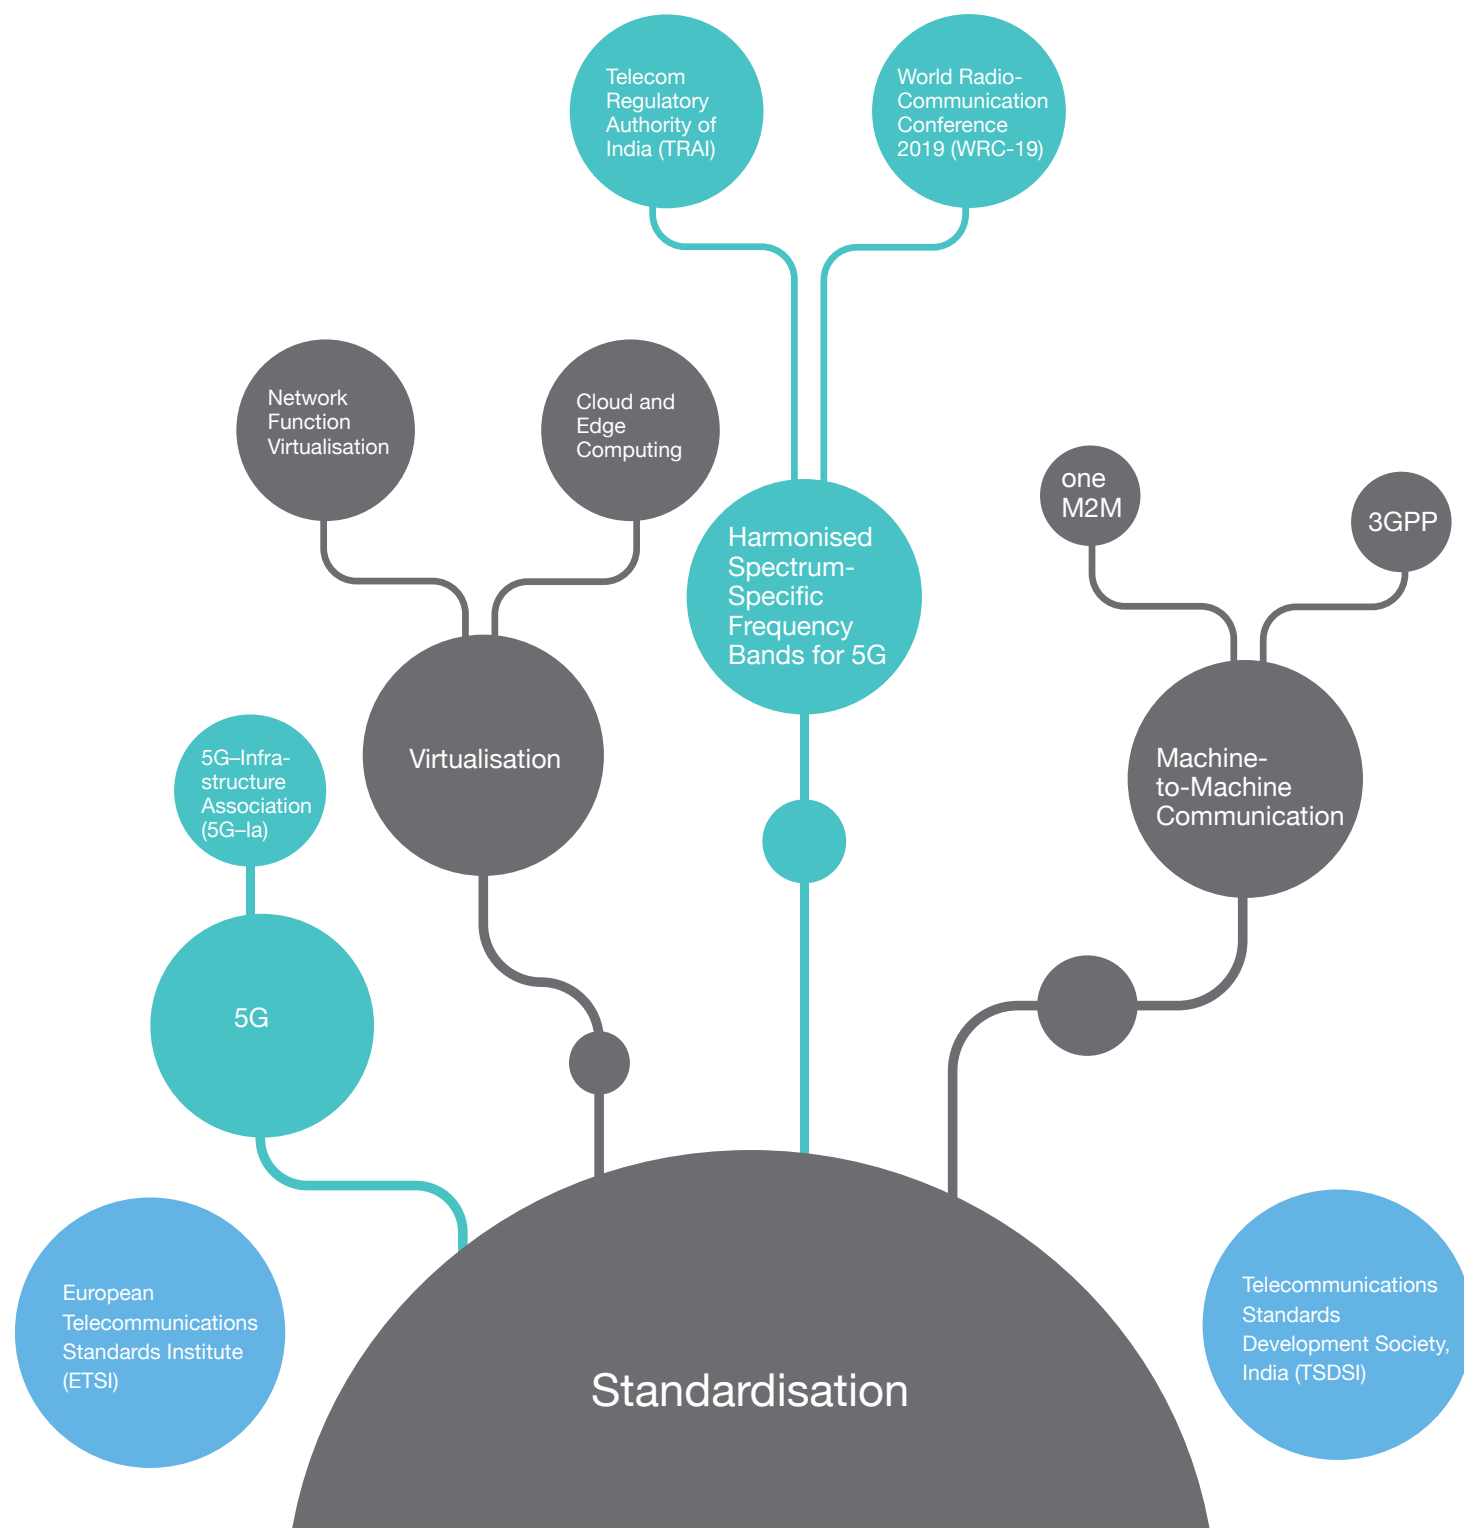 Telecom
Regulatory
Authority of
India (TRAI)
World Radio-
Communication
Conference
2019 (WRC-19)
Network
Function
Virtualisation
Cloud and
Edge
Computing
one
M2M
3GPP
Harmonised
Spectrum-
Specific
Frequency
Bands for 5G
5G–Infra-
structure
Association
(5G–Ia)
Virtualisation
Machine-
to-Machine
Communication
5G
European
Telecommunications
Standards Institute
(ETSI)
Standardisation
Telecommunications
Standards
Development Society,
India (TSDSI)